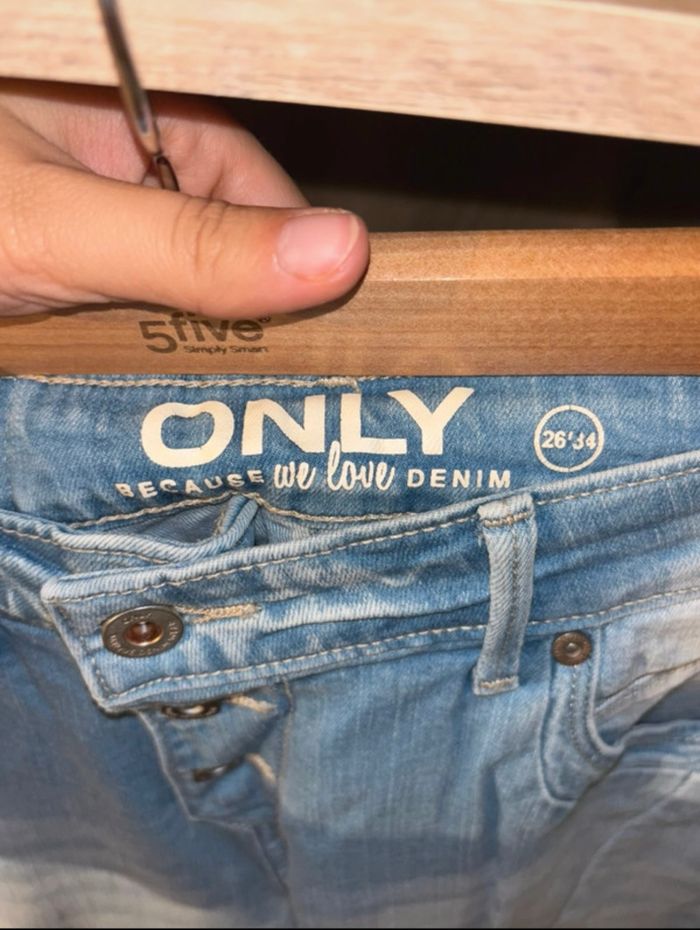 5five®
Simply Smart
ONLY
26'34
BECAUSE we love DENIM